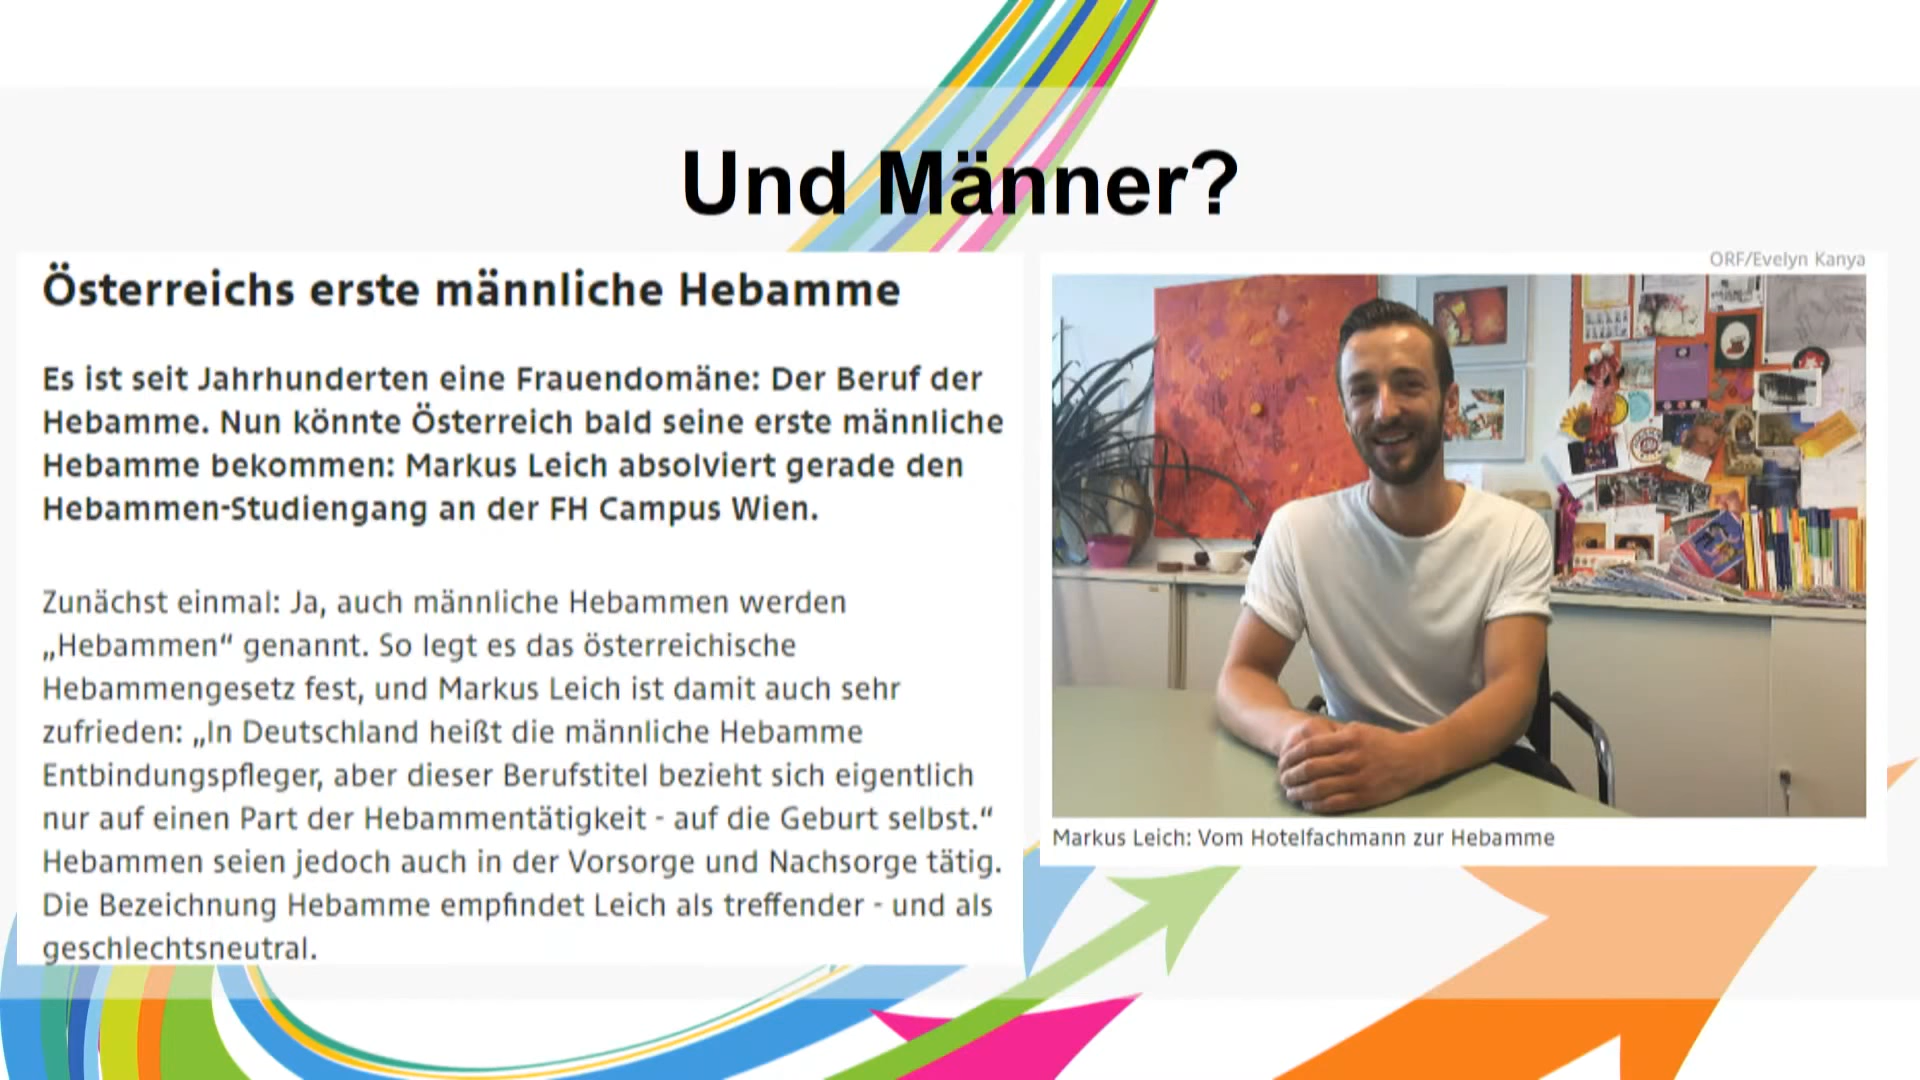 Und Männer?
Österreichs erste männliche Hebamme
Es ist seit Jahrhunderten eine Frauendomäne: Der Beruf der
Hebamme. Nun könnte Österreich bald seine erste männliche
Hebamme bekommen: Markus Leich absolviert gerade den
Hebammen-Studiengang an der FH Campus Wien.
Zunächst einmal: Ja, auch männliche Hebammen werden
„Hebammen“ genannt. So legt es das österreichische
Hebammengesetz fest, und Markus Leich ist damit auch sehr
zufrieden: „In Deutschland heißt die männliche Hebamme
Entbindungspfleger, aber dieser Berufstitel bezieht sich eigentlich
nur auf einen Part der Hebammentätigkeit - auf die Geburt selbst.“
Hebammen seien jedoch auch in der Vorsorge und Nachsorge tätig.
Die Bezeichnung Hebamme empfindet Leich als treffender - und als
geschlechtsneutral.
ORF/Evelyn Kanya
Markus Leich: Vom Hotelfachmann zur Hebamme